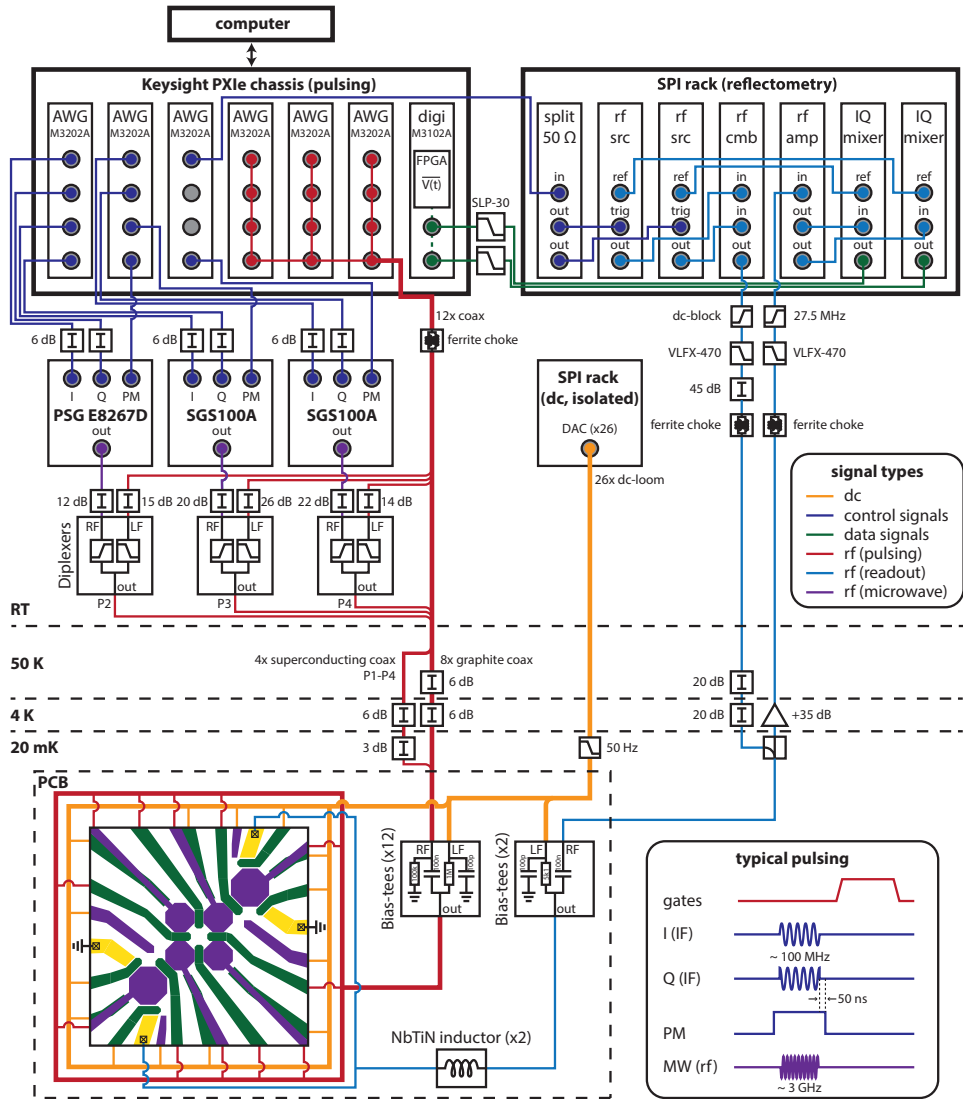 computer
Keysight PXIe chassis (pulsing)
AWG AWG AWG AWG AWG AWG digi
M3202A M3202A M3202A M3202A M3202A M3202A M3102A
FPGA
V(t)
SLP-30
SPI rack (reflectometry)
split rf rf rf rf IQ IQ
50 Ω src src cmb amp mixer mixer
in ref ref in in ref ref
out trig trig in out in in
out out out out out out out
12x coax
ferrite choke
6 dB 6 dB 6 dB
I Q PM I Q PM I Q PM
PSG E8267D SGS100A SGS100A
out out out
12 dB 15 dB 20 dB 26 dB 22 dB 14 dB
Diplexers
RF LF RF LF RF LF
out out out
P2 P3 P4
SPI rack
(dc, isolated)
DAC (x26)
26x dc-loom
dc-block 27.5 MHz
VLFX-470 VLFX-470
45 dB
ferrite choke ferrite choke
signal types
dc
control signals
data signals
rf (pulsing)
rf (readout)
rf (microwave)
RT
50 K
4x superconducting coax
P1-P4
8x graphite coax
6 dB
20 dB
4 K
6 dB 6 dB
20 dB +35 dB
20 mK
3 dB
50 Hz
PCB
Bias-tees (x12)
RF LF
100n 1M 100p
out
Bias-tees (x2)
LF RF
100p 100n
out
NbTiN inductor (x2)
typical pulsing
gates
I (IF)
~ 100 MHz
Q (IF)
50 ns
PM
MW (rf)
~ 3 GHz